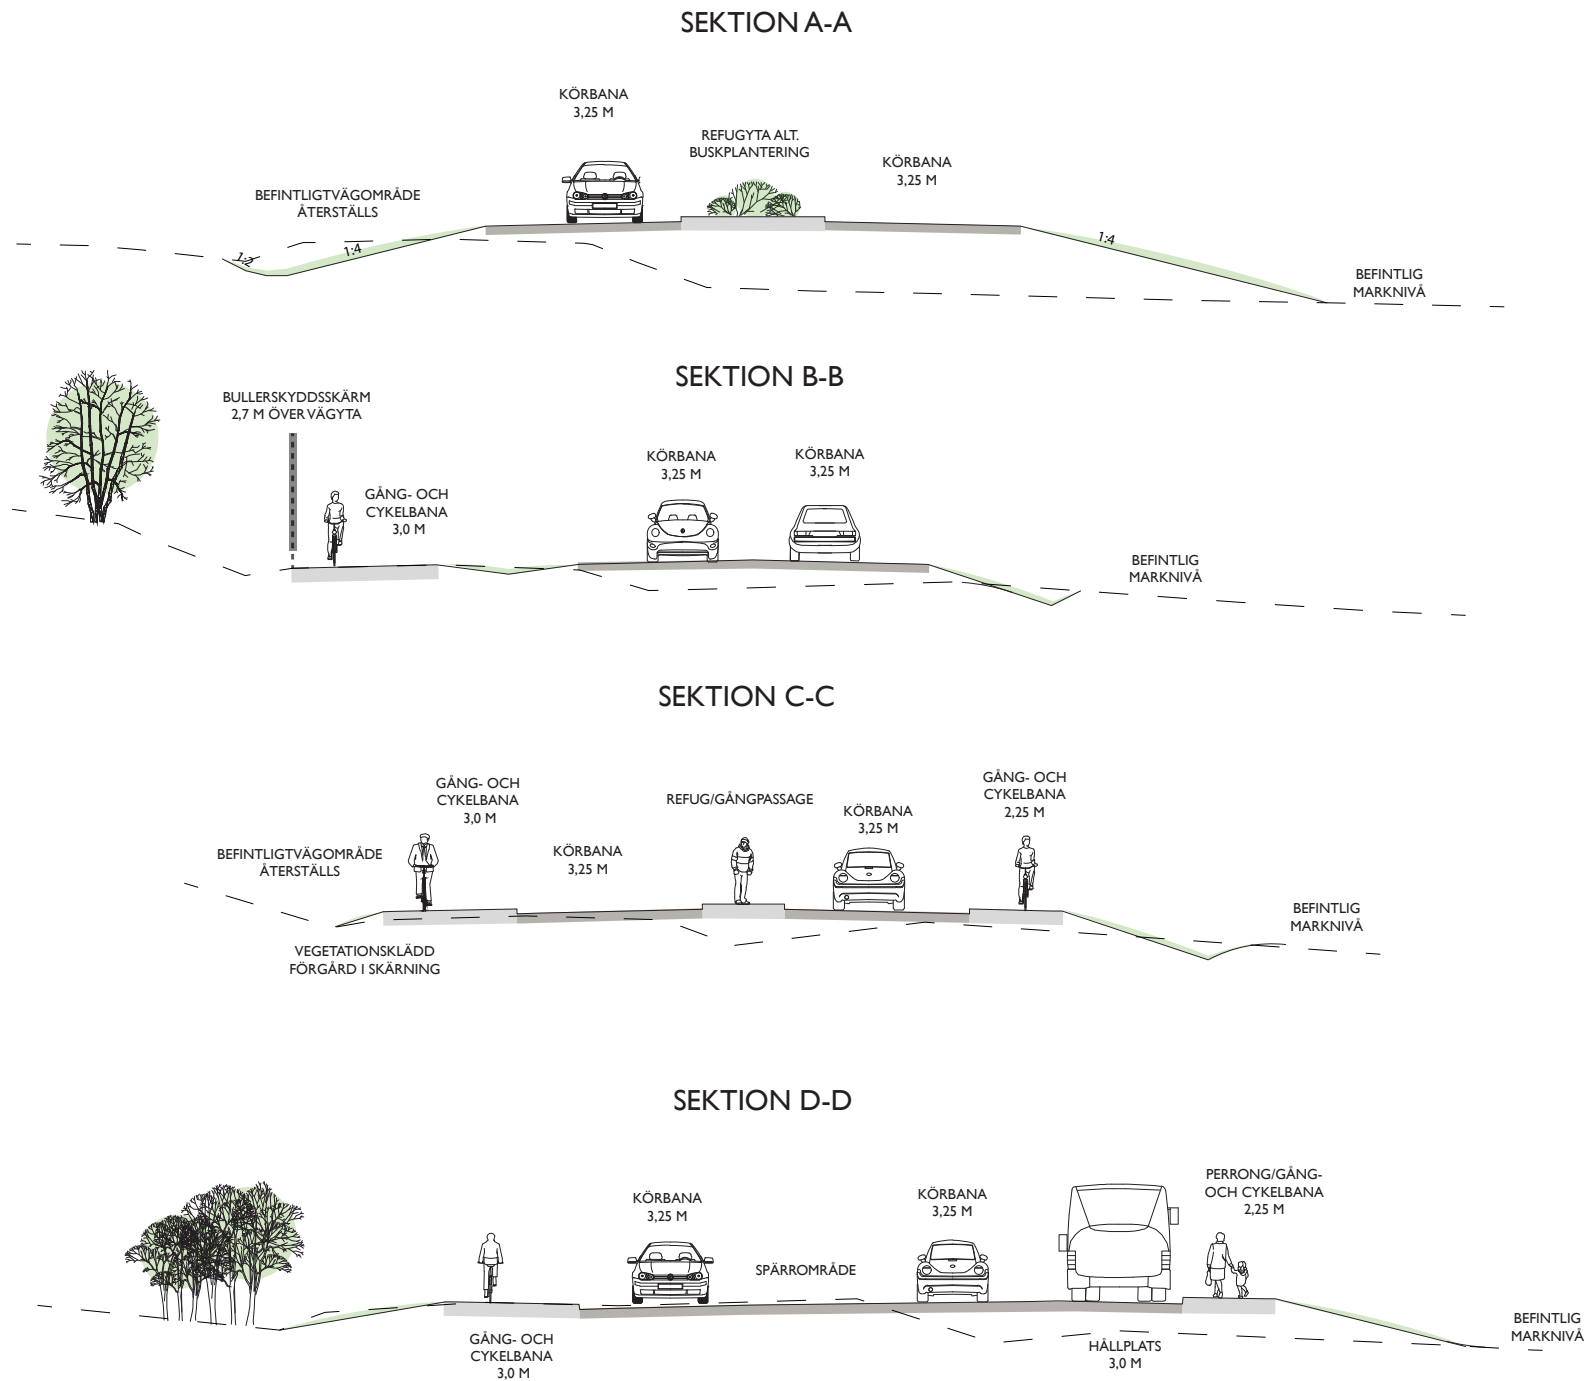 SEKTION A-A
KÖRBANA
3,25 M
REFUGYTA ALT.
BUSKPLANTERING
KÖRBANA
3,25 M
BEFINTLIGTVÄGOMRÅDE
ÅTERSTÄLLS
1:2
1:4
1:4
BEFINTLIG
MARKNIVÅ
SEKTION B-B
BULLERSKYDDSSKÄRM
2,7 M ÖVER VÄGYTA
GÅNG- OCH
CYKELBANA
3,0 M
KÖRBANA
3,25 M
KÖRBANA
3,25 M
BEFINTLIG
MARKNIVÅ
SEKTION C-C
GÅNG- OCH
CYKELBANA
3,0 M
REFUG/GÅNGPASSAGE
KÖRBANA
3,25 M
GÅNG- OCH
CYKELBANA
2,25 M
BEFINTLIGTVÄGOMRÅDE
ÅTERSTÄLLS
KÖRBANA
3,25 M
VEGETATIONSKLÄDD
FÖRGÅRD I SKÄRNING
BEFINTLIG
MARKNIVÅ
SEKTION D-D
KÖRBANA
3,25 M
SPÄRROMRÅDE
KÖRBANA
3,25 M
PERRONG/GÅNG-
OCH CYKELBANA
2,25 M
GÅNG- OCH
CYKELBANA
3,0 M
HÅLLPLATS
3,0 M
BEFINTLIG
MARKNIVÅ